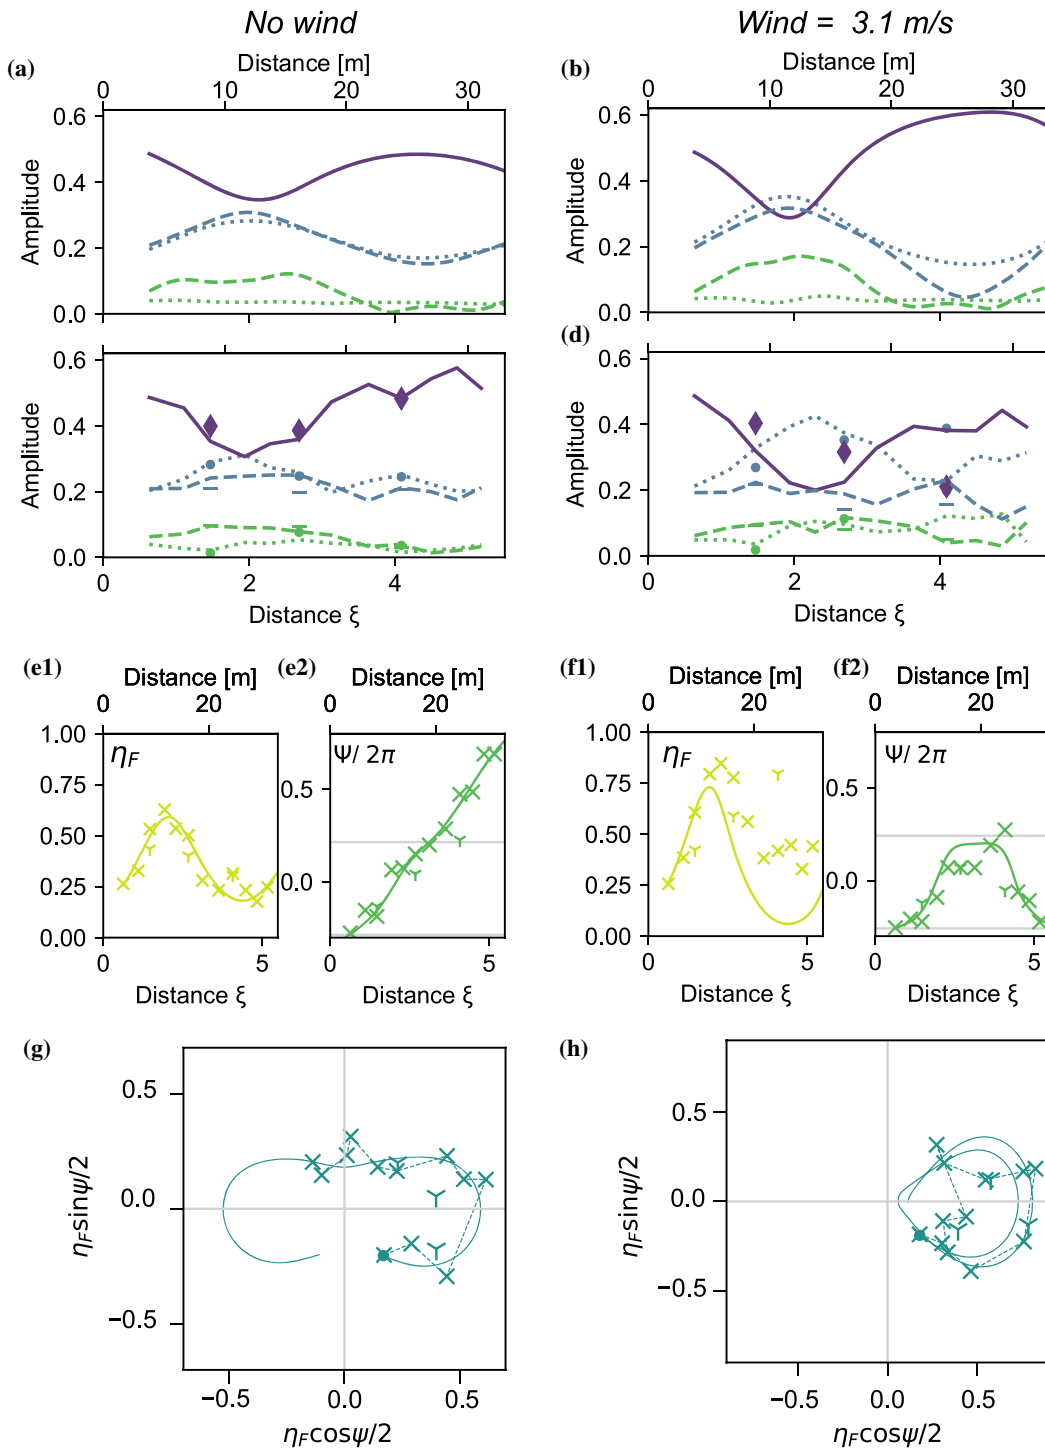 No wind
Wind = 3.1 m/s
(a)
Distance [m]
0 10 20 30
Amplitude
0.6
0.4
0.2
0.0
(b)
Distance [m]
0 10 20 30
Amplitude
0.6
0.4
0.2
0.0
Amplitude
0.6
0.4
0.2
0.0
0 2 4
Distance ξ
(d)
Amplitude
0.6
0.4
0.2
0.0
0 2 4
Distance ξ
(e1)
Distance [m]
0 20
η_F
1.00
0.75
0.50
0.25
0.00
0 5
Distance ξ
(e2)
Distance [m]
0 20
Ψ/ 2π
0.5
0.0
0 5
Distance ξ
(f1)
Distance [m]
0 20
η_F
1.00
0.75
0.50
0.25
0.00
0 5
Distance ξ
(f2)
Distance [m]
0 20
Ψ/ 2π
0.5
0.0
0 5
Distance ξ
(g)
η_F sinψ/2
0.5
0.0
−0.5
−0.5 0.0 0.5
η_F cosψ/2
(h)
η_F sinψ/2
0.5
0.0
−0.5
−0.5 0.0 0.5
η_F cosψ/2